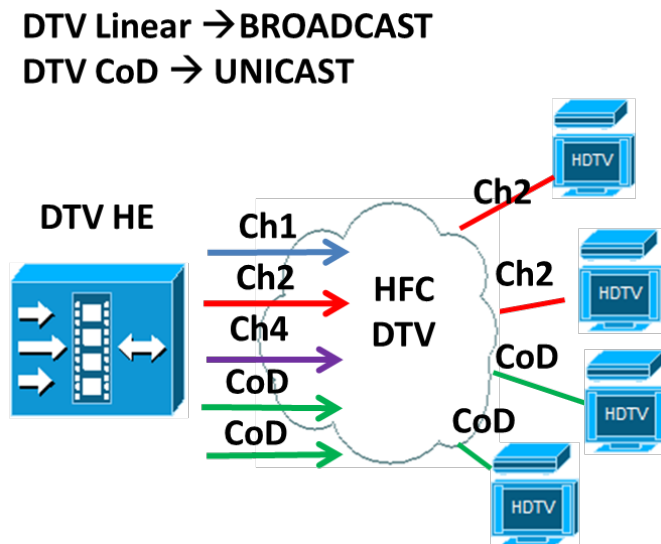 DTV Linear →BROADCAST
DTV CoD → UNICAST
DTV HE
Ch1
Ch2
Ch4
CoD
CoD
HFC
DTV
Ch2
HDTV
Ch2
HDTV
CoD
HDTV
CoD
HDTV